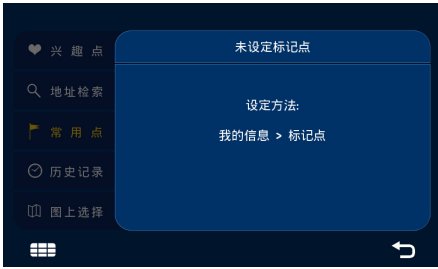 兴趣点
地址检索
常用点
历史记录
图上选择
未设定标记点
设定方法:
我的信息 > 标记点